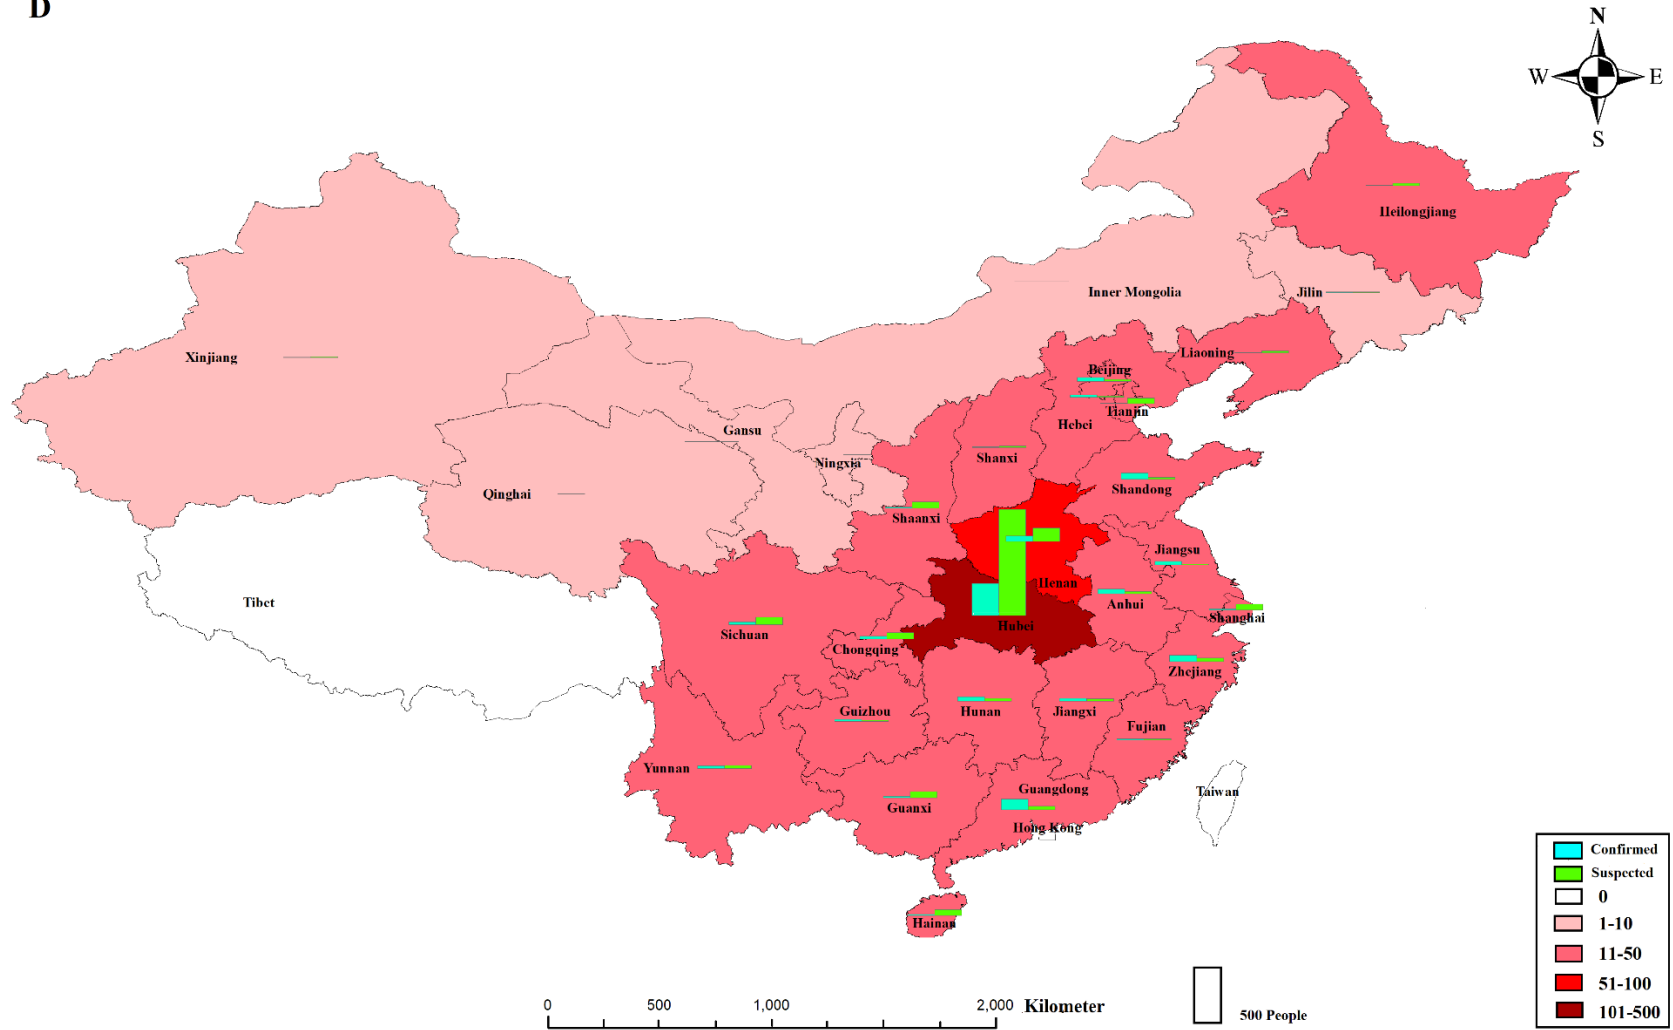 D
N
W E
S
Heilongjiang
Inner Mongolia
Jilin
Xinjiang
Liaoning
Beijing
Tianjin
Hebei
Gansu
Ningxia
Shanxi
Qinghai
Shandong
Shaanxi
Jiangsu
Henan
Tibet
Anhui
Shanghai
Hubei
Sichuan
Chongqing
Zhejiang
Guizhou
Hunan
Jiangxi
Fujian
Yunnan
Guangdong
Taiwan
Guanxi
Hong Kong
Hainan
Confirmed
Suspected
0
1-10
11-50
51-100
101-500
0 500 1,000 2,000 Kilometer
500 People